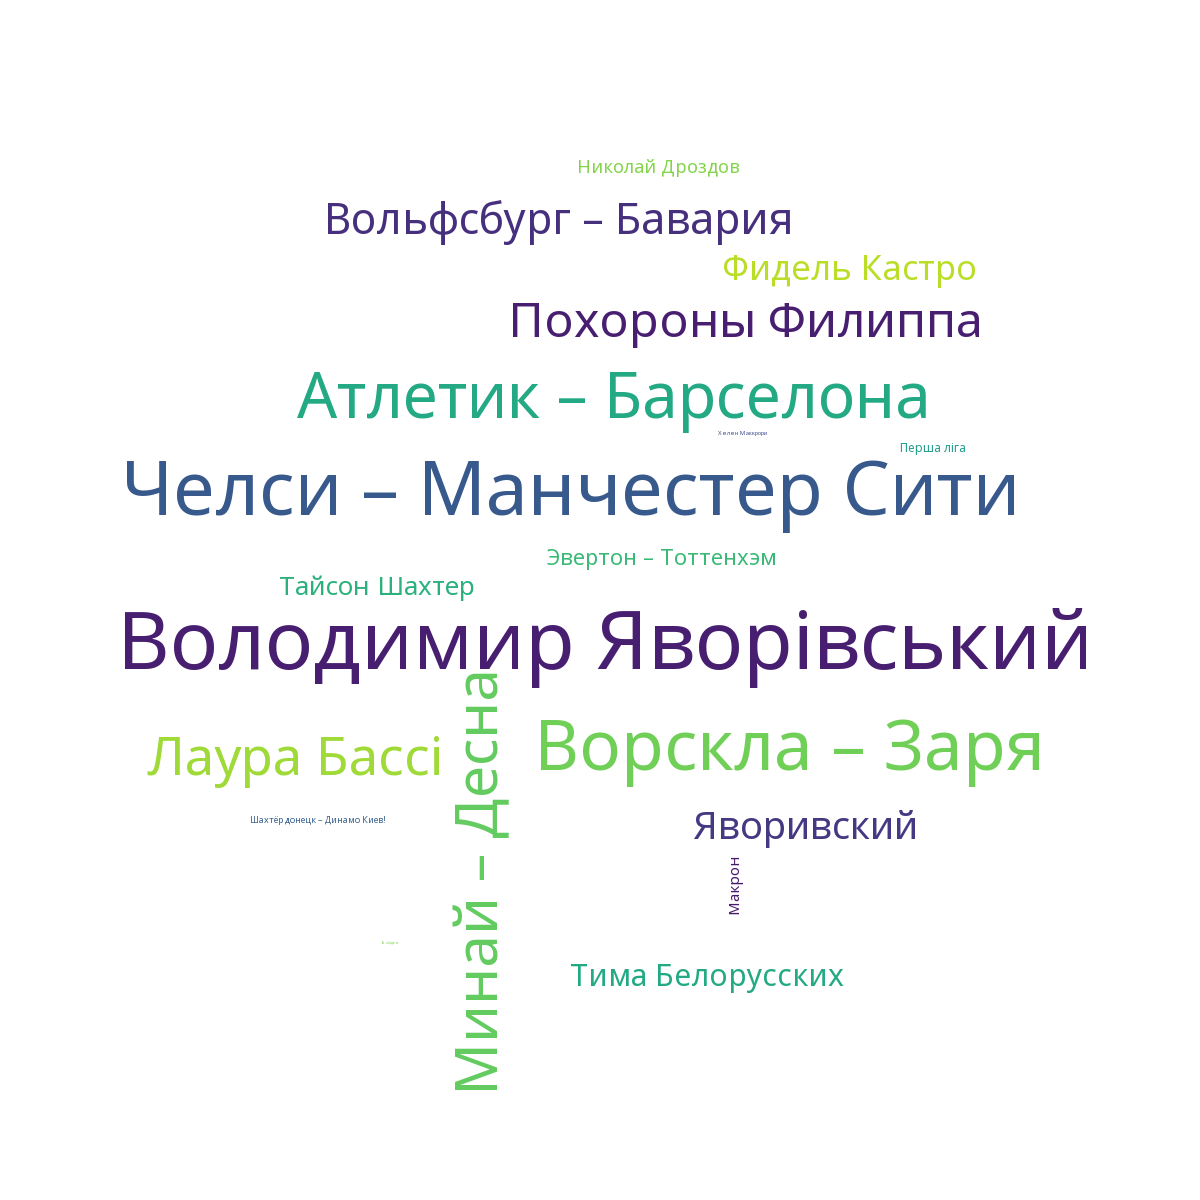 Николай Дроздов
Вольфсбург – Бавария
Фидель Кастро
Похороны Филиппа
Атлетик – Барселона
Хелен Маккрори
Перша ліга
Челси – Манчестер Сити
Эвертон – Тоттенхэм
Тайсон Шахтер
Володимир Яворівський
Минай – Десна
Лаура Бассі
Ворскла – Заря
Шахтёр донецк – Динамо Киев!
Яворивский
Макрон
Тима Белорусских